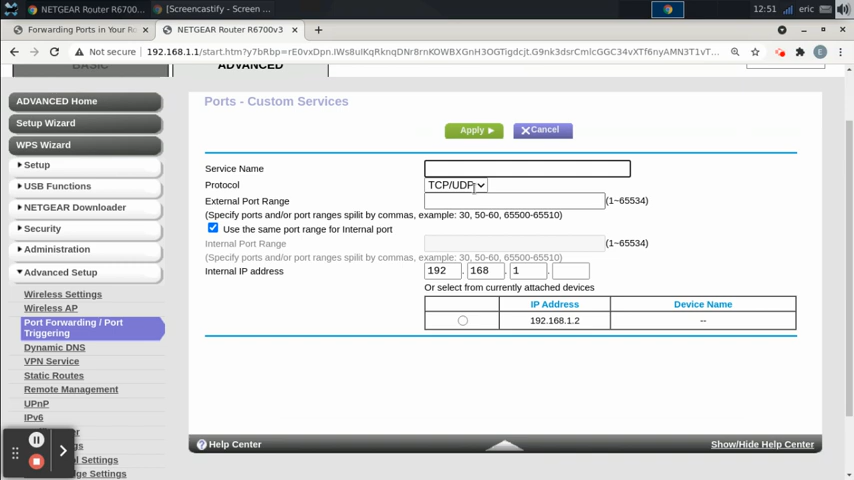 NETGEAR Router R6700...
[Screencastify - Screen ...
12:51
eric
Forwarding Ports in Your Ro
NETGEAR Router R6700v3
Not secure
192.168.1.1/start.htm?
BASIC
ADVANCED
ADVANCED Home
Setup Wizard
WPS Wizard
Setup
USB Functions
NETGEAR Downloader
Security
Administration
Advanced Setup
Wireless Settings
Wireless AP
Port Forwarding / Port
Triggering
Dynamic DNS
VPN Service
Static Routes
Remote Management
UPnP
IPv6
Ports - Custom Services
Apply
Cancel
Service Name
Protocol
TCP/UDP
External Port Range
(1~65534)
(Specify ports and/or port ranges spilit by commas, example: 30, 50-60, 65500-65510)
Use the same port range for Internal port
Internal Port Range
(1~65534)
(Specify ports and/or port ranges spilit by commas, example: 30, 50-60, 65500-65510)
Internal IP address
192 . 168 . 1 .
Or select from currently attached devices
IP Address Device Name
192.168.1.2 --
Help Center
Show/Hide Help Center